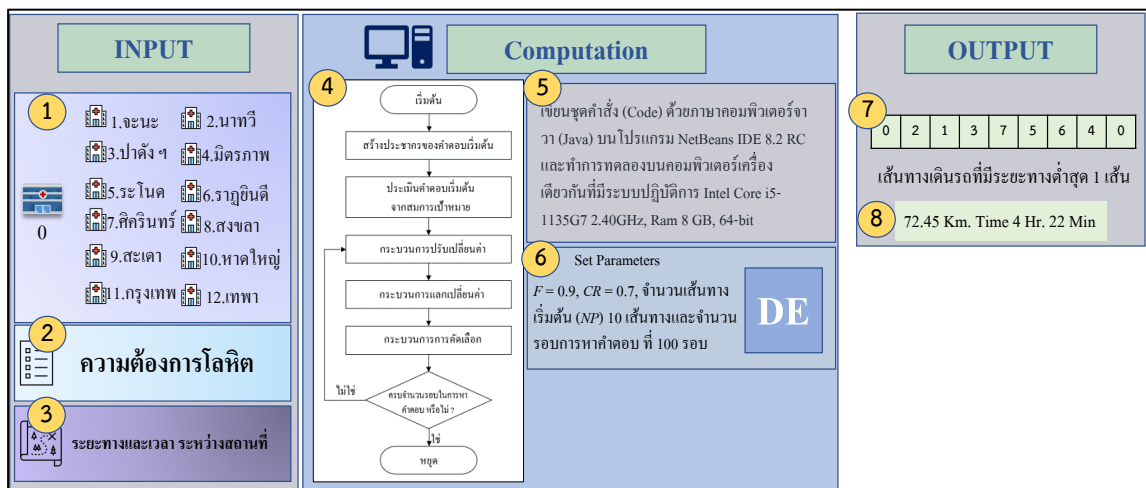 INPUT
1
1.จะนะ
2.นาทวี
3.ปาดัง ฯ
4.มิตรภาพ
5.ระโนด
6.ราฎยินดี
7.ศิครินทร์
8.สงขลา
0
9.สะเดา
10.หาดใหญ่
11.กรุงเทพ
12.เทพา
2
ความต้องการโลหิต
3
ระยะทางและเวลา ระหว่างสถานที่
Computation
4
เริ่มต้น
สร้างประชากรของคำตอบเริ่มต้น
ประเมินคำตอบเริ่มต้น
จากสมการเป้าหมาย
กระบวนการปรับเปลี่ยนค่า
กระบวนการแลกเปลี่ยนค่า
กระบวนการการคัดเลือก
ไม่ใช่
ครบจำนวนรอบในการหา
คำตอบ หรือไม่ ?
ใช่
หยุด
5
เขียนชุดคำสั่ง (Code) ด้วยภาษาคอมพิวเตอร์จา
วา (Java) บนโปรแกรม NetBeans IDE 8.2 RC
และทำการทดลองบนคอมพิวเตอร์เครื่อง
เดียวกันที่มีระบบปฏิบัติการ Intel Core i5-
1135G7 2.40GHz, Ram 8 GB, 64-bit
6
Set Parameters
F = 0.9, CR = 0.7, จำนวนเส้นทาง
เริ่มต้น (NP) 10 เส้นทางและจำนวน
รอบการหาคำตอบ ที่ 100 รอบ
DE
OUTPUT
7
0 2 1 3 7 5 6 4 0
เส้นทางเดินรถที่มีระยะทางต่ำสุด 1 เส้น
8
72.45 Km. Time 4 Hr. 22 Min